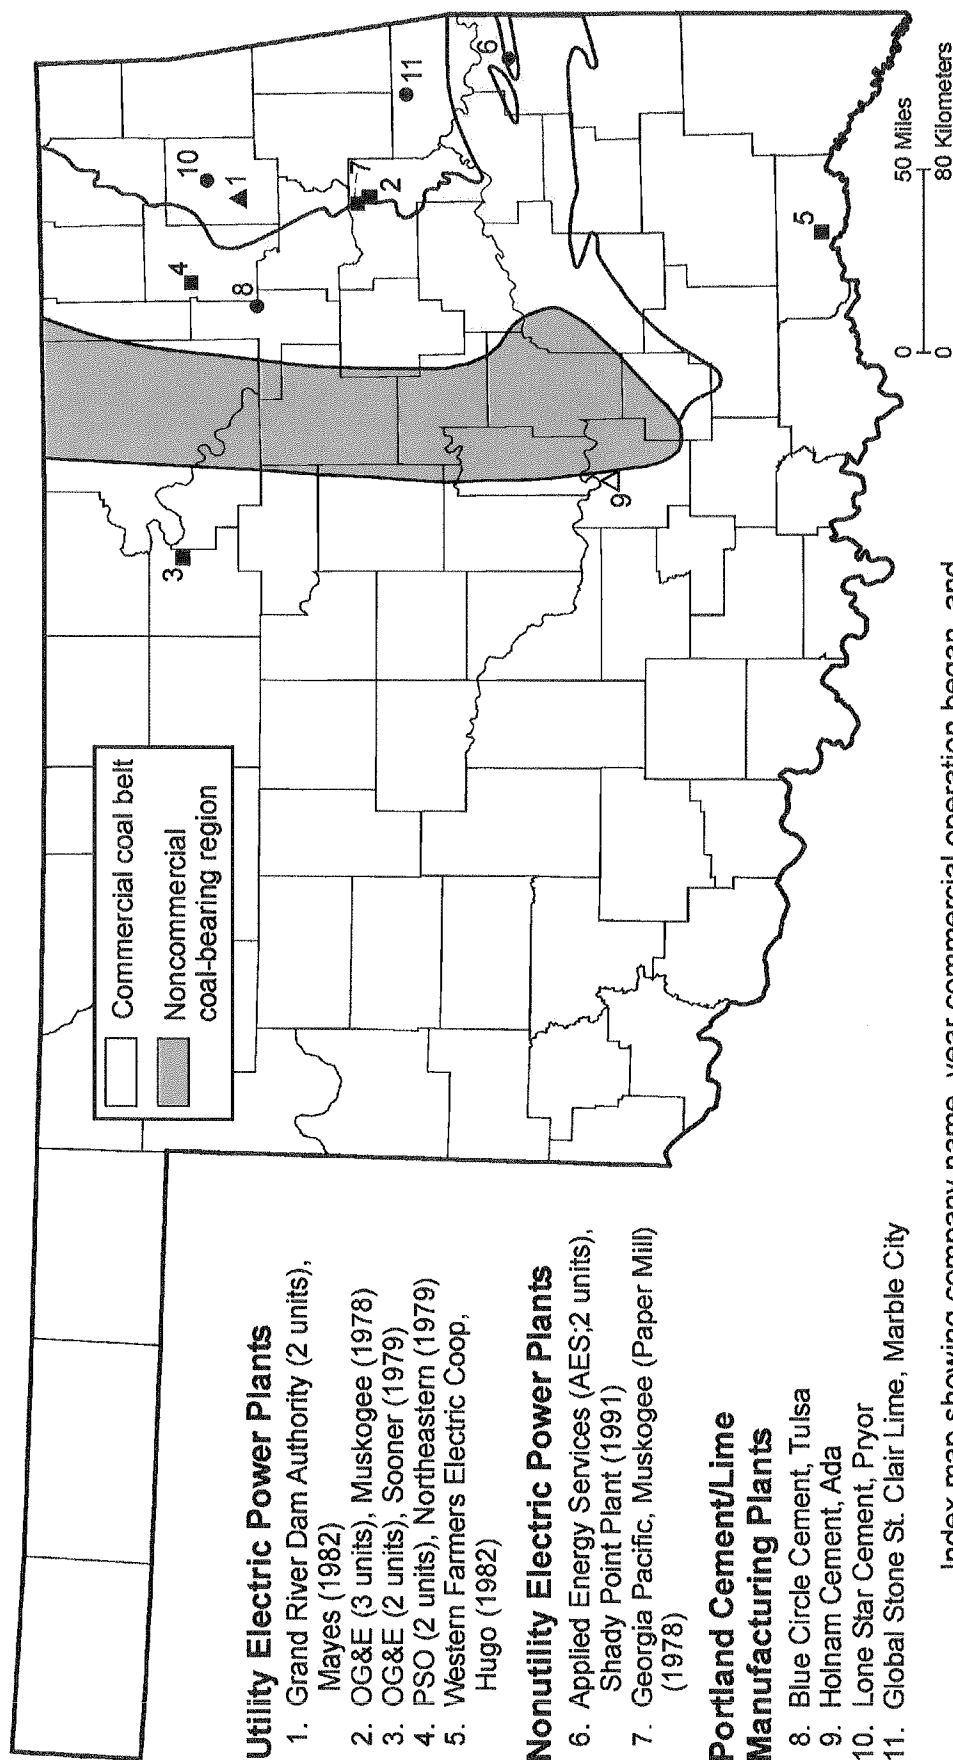 Commercial coal belt
Noncommercial
coal-bearing region
1
2
3
4
5
6
7
8
9
10
11
0 50 Miles
0 80 Kilometers
Utility Electric Power Plants
1. Grand River Dam Authority (2 units),
Mayes (1982)
2. OG&E (3 units), Muskogee (1978)
3. OG&E (2 units), Sooner (1979)
4. PSO (2 units), Northeastern (1979)
5. Western Farmers Electric Coop,
Hugo (1982)
Nonutility Electric Power Plants
6. Applied Energy Services (AES;2 units),
Shady Point Plant (1991)
7. Georgia Pacific, Muskogee (Paper Mill)
(1978)
Portland Cement/Lime
Manufacturing Plants
8. Blue Circle Cement, Tulsa
9. Holnam Cement, Ada
10. Lone Star Cement, Pryor
11. Global Stone St. Clair Lime, Marble City
Index map showing company name, year commercial operation began, and